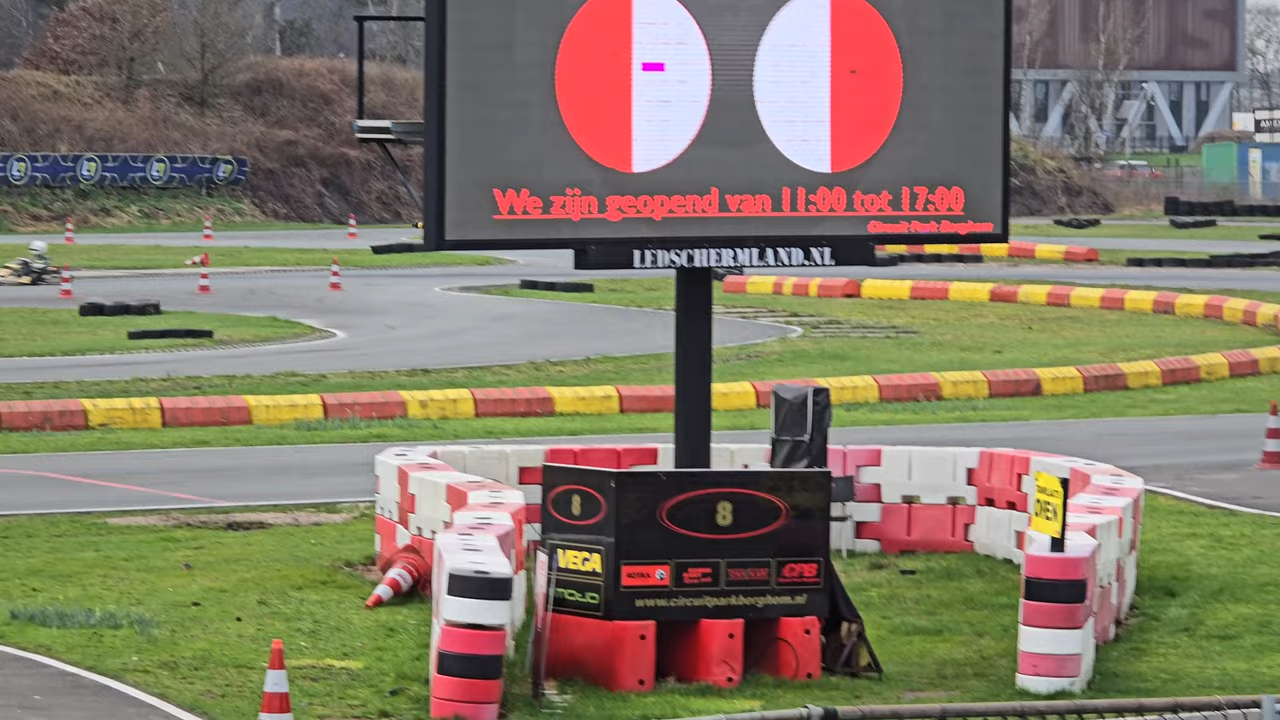 We zijn geopend van 11:00 tot 17:00
Circuit Park Berghem
LEDSCHERMLAND.NL
8
8
VEGA
ROTAX
CPB
www.circuitparkberghem.nl